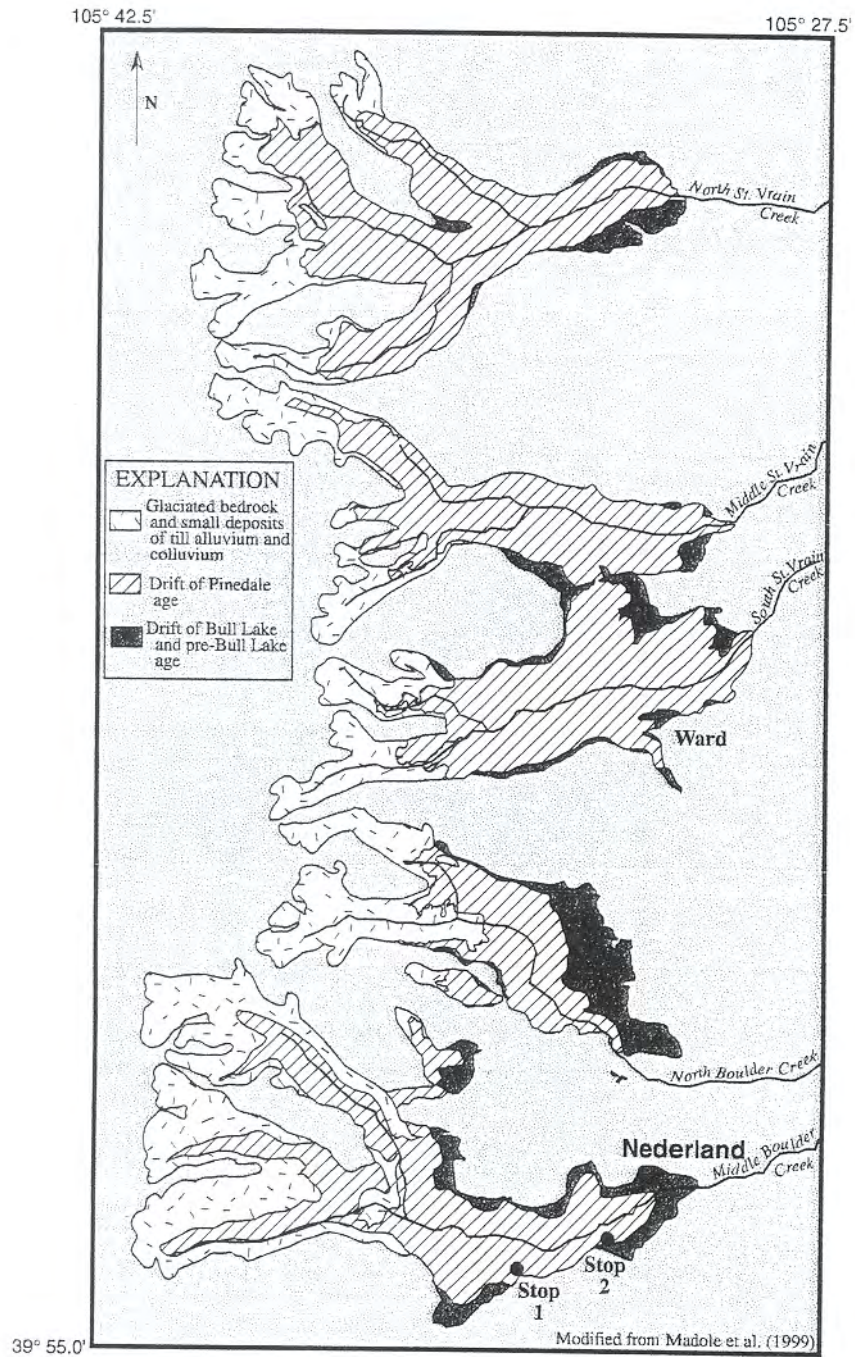 105° 42.5'
105° 27.5'
N
North St. Vrain
Creek
EXPLANATION
Glaciated bedrock
and small deposits
of till alluvium and
colluvium
Drift of Pinedale
age
Drift of Bull Lake
and pre-Bull Lake
age
Middle St. Vrain
Creek
South St. Vrain
Creek
Ward
North Boulder Creek
Nederland
Middle Boulder
Creek
Stop
1
Stop
2
39° 55.0'
Modified from Madole et al. (1999)